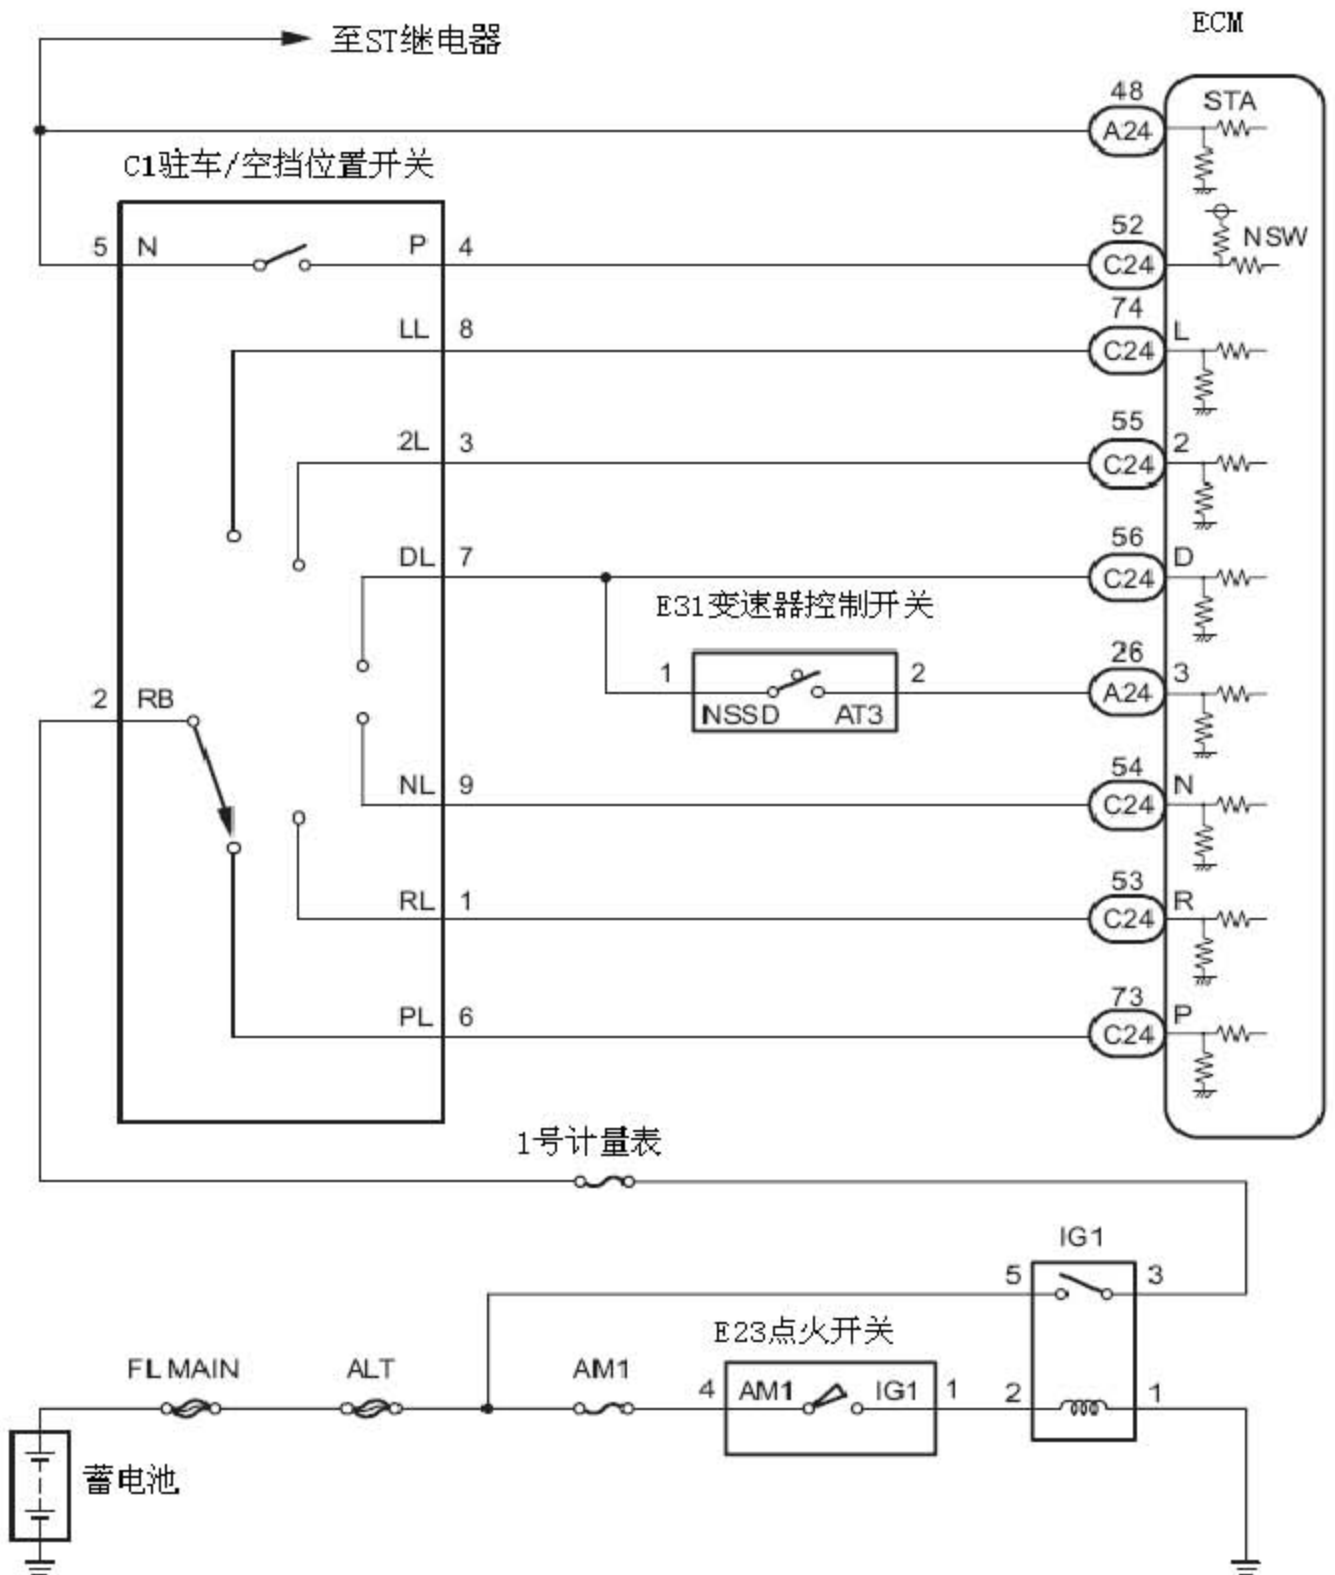 ECM
至ST继电器
48
A24
STA
C1驻车/空挡位置开关
5 N P 4
52
C24
NSW
LL 8
74
C24
L
2L 3
55
C24
2
DL 7
56
C24
D
E31变速器控制开关
1 2
NSSD AT3
26
A24
3
2 RB
NL 9
54
C24
N
RL 1
53
C24
R
PL 6
73
C24
P
1号计量表
IG1
5 3
E23点火开关
FL MAIN ALT AM1
4 AM1 IG1 1
2 1
蓄电池